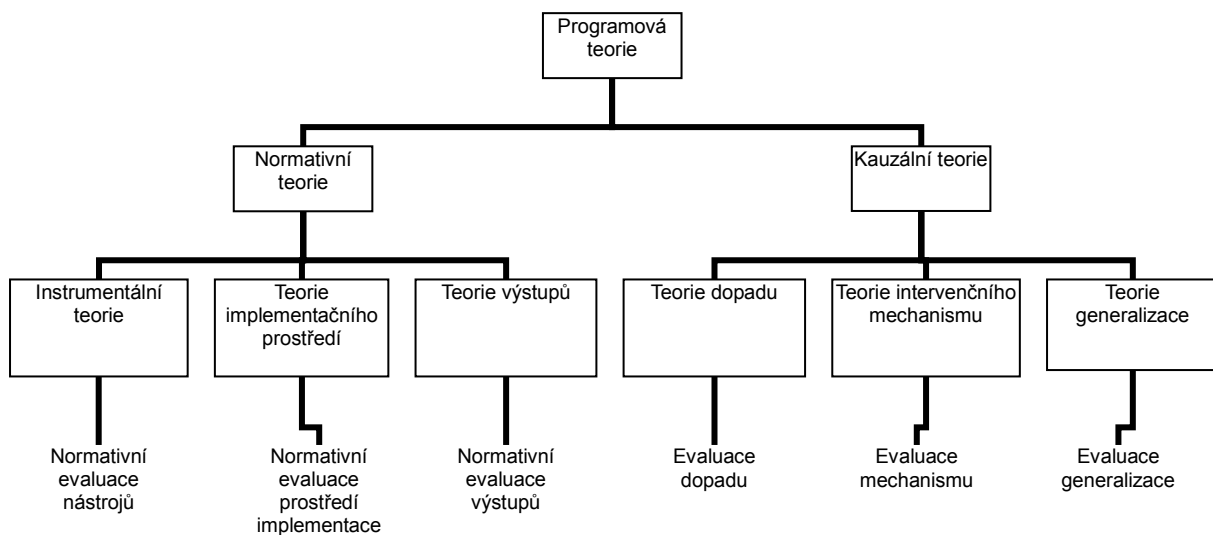 Programová
teorie
Normativní
teorie
Kauzální teorie
Instrumentální
teorie
Teorie
implementačního
prostředí
Teorie výstupů
Teorie dopadu
Teorie intervenčního
mechanismu
Teorie
generalizace
Normativní
evaluace
nástrojů
Normativní
evaluace
prostředí
implementace
Normativní
evaluace
výstupů
Evaluace
dopadu
Evaluace
mechanismu
Evaluace
generalizace